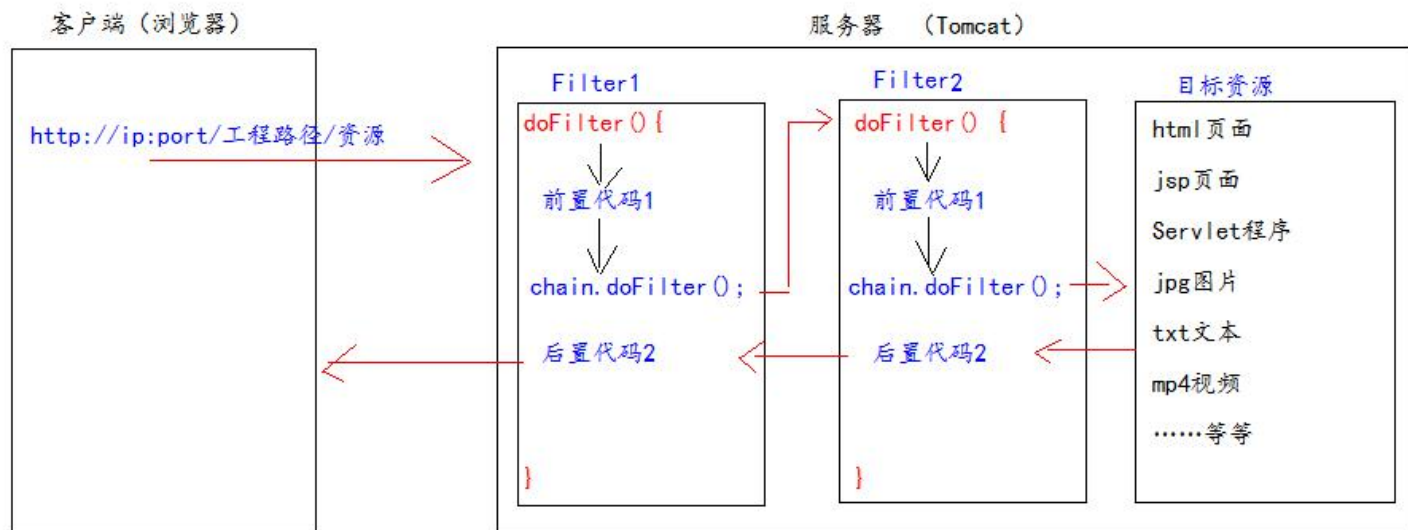 客户端（浏览器）
服务器 （Tomcat）
http://ip:port/工程路径/资源
Filter1
doFilter(){
前置代码1
chain.doFilter();
后置代码2
}
Filter2
doFilter() {
前置代码1
chain.doFilter();
后置代码2
}
目标资源
html页面
jsp页面
Servlet程序
jpg图片
txt文本
mp4视频
……等等